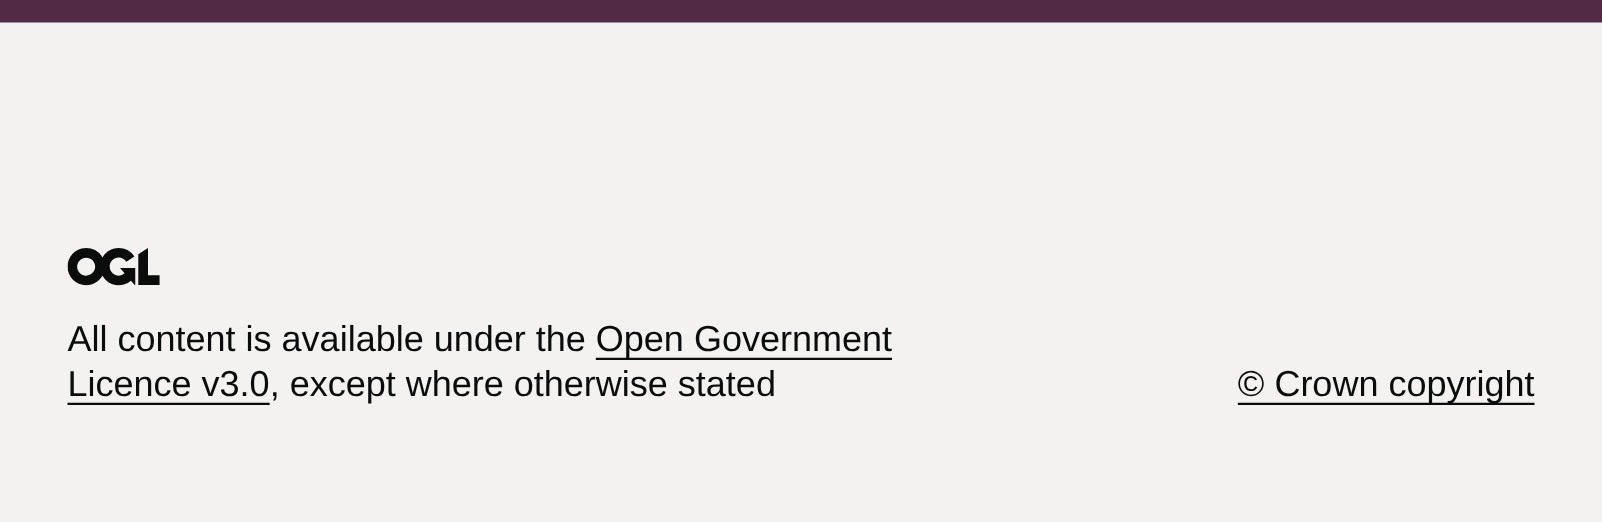 OGL
All content is available under the Open Government
Licence v3.0, except where otherwise stated
© Crown copyright